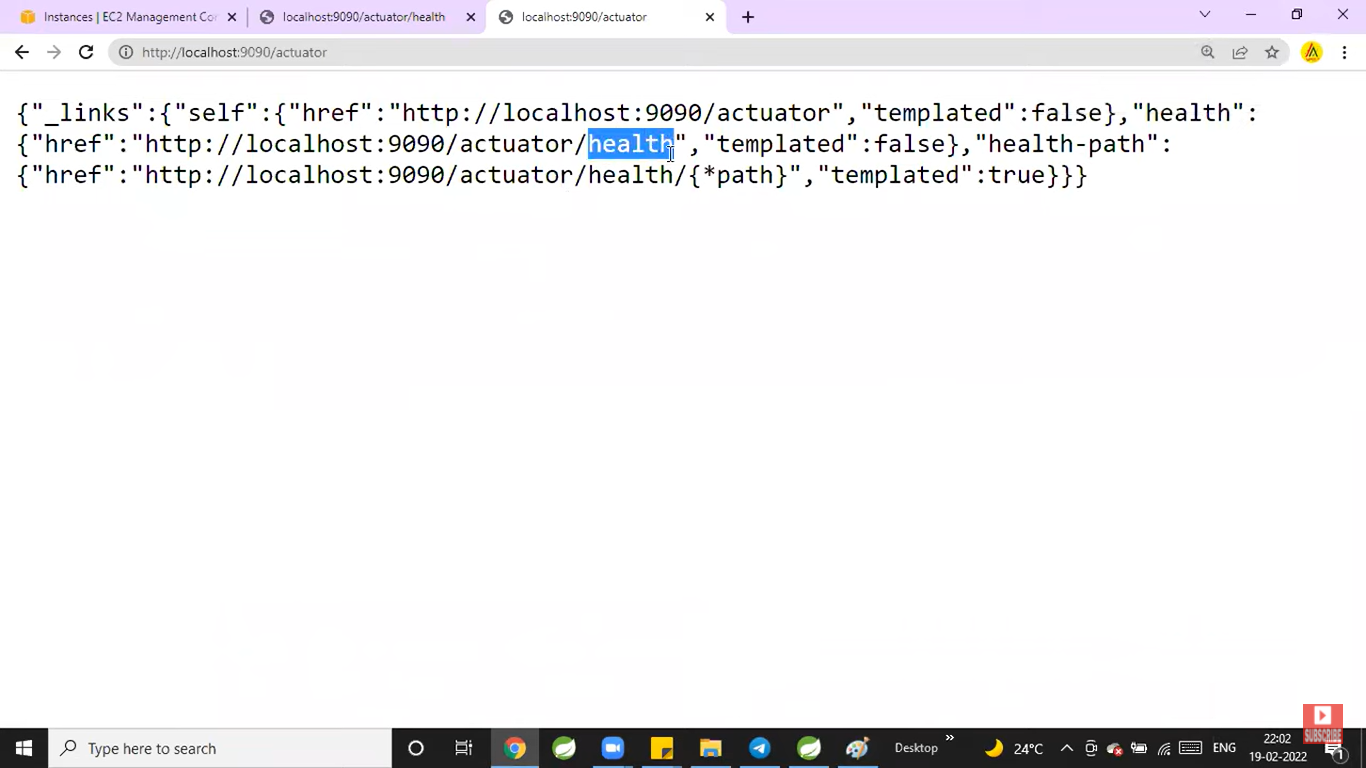 Instances | EC2 Management Con
localhost:9090/actuator/health
localhost:9090/actuator
http://localhost:9090/actuator
{"_links":{"self":{"href":"http://localhost:9090/actuator","templated":false},"health":
{"href":"http://localhost:9090/actuator/health","templated":false},"health-path":
{"href":"http://localhost:9090/actuator/health/{*path}","templated":true}}}
SUBSCRIBE
Type here to search
Desktop
24°C
ENG
22:02
19-02-2022
1